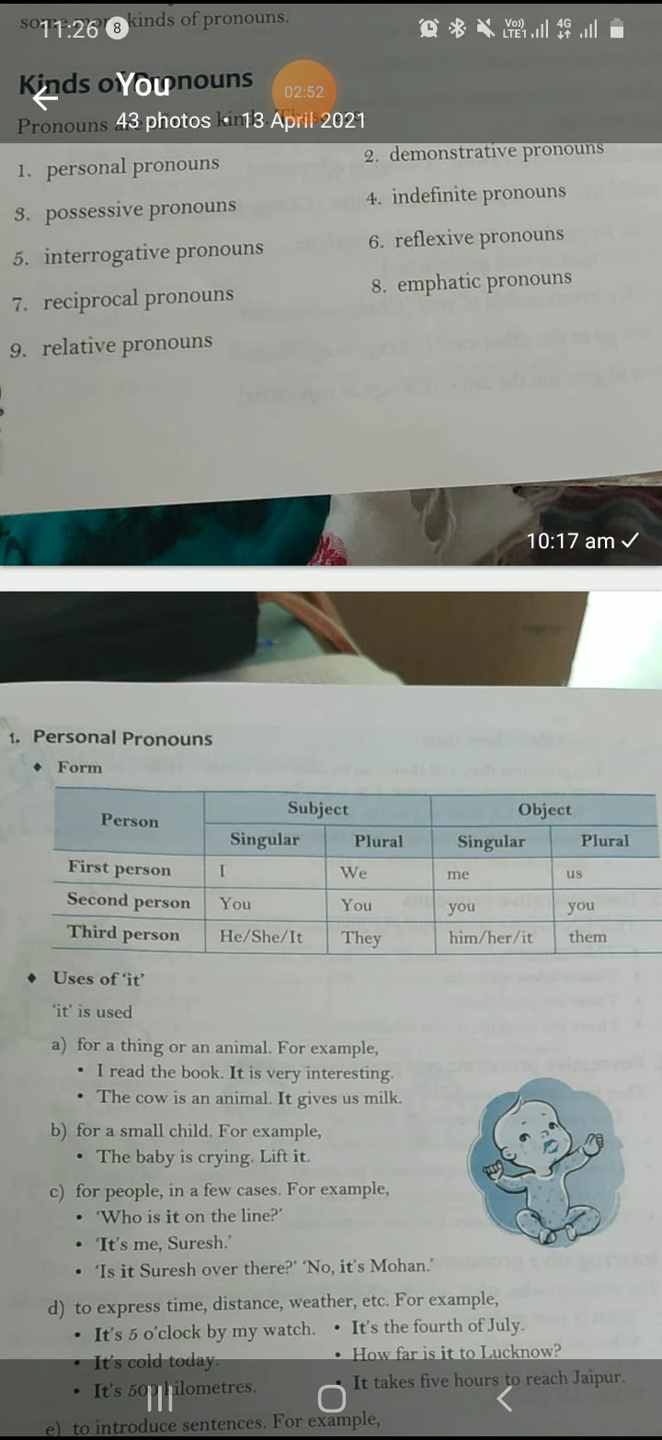 some more kinds of pronouns.
11:26 8
Vo))
LTE1
4G
Kinds of Pronouns
You
02:52
Pronouns are
43 photos • 13 April 2021
1. personal pronouns
2. demonstrative pronouns
3. possessive pronouns
4. indefinite pronouns
5. interrogative pronouns
6. reflexive pronouns
7. reciprocal pronouns
8. emphatic pronouns
9. relative pronouns
10:17 am
1. Personal Pronouns
◆ Form
Person Subject Object
Singular Plural Singular Plural
First person I We me us
Second person You You you you
Third person He/She/It They him/her/it them
◆ Uses of ‘it’
‘it’ is used
a) for a thing or an animal. For example,
• I read the book. It is very interesting.
• The cow is an animal. It gives us milk.
b) for a small child. For example,
• The baby is crying. Lift it.
c) for people, in a few cases. For example,
• ‘Who is it on the line?’
• ‘It’s me, Suresh.’
• ‘Is it Suresh over there?’ ‘No, it’s Mohan.’
d) to express time, distance, weather, etc. For example,
• It’s 5 o’clock by my watch. • It’s the fourth of July.
• It’s cold today. • How far is it to Lucknow?
• It’s 500 kilometres. • It takes five hours to reach Jaipur.
e) to introduce sentences. For example,